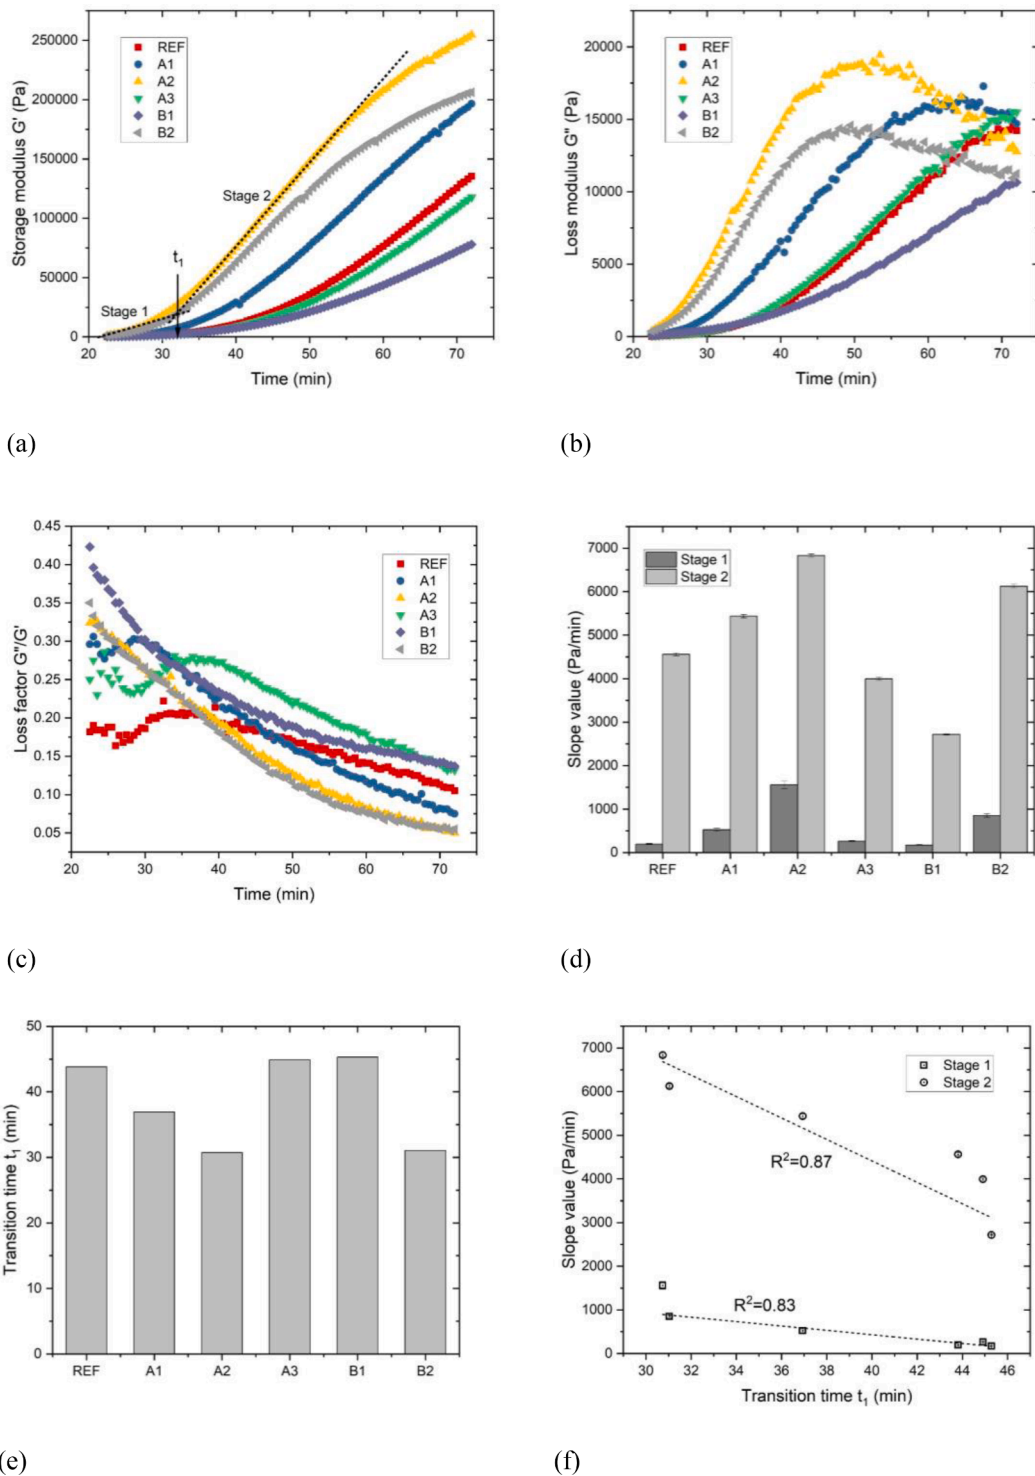 250000
200000
150000
100000
50000
0
Storage modulus G' (Pa)
REF
A1
A2
A3
B1
B2
Stage 2
t1
Stage 1
20 30 40 50 60 70
Time (min)
(a)
20000
15000
10000
5000
0
Loss modulus G" (Pa)
REF
A1
A2
A3
B1
B2
20 30 40 50 60 70
Time (min)
(b)
0.45
0.40
0.35
0.30
0.25
0.20
0.15
0.10
0.05
Loss factor G"/G'
REF
A1
A2
A3
B1
B2
20 30 40 50 60 70
Time (min)
(c)
7000
6000
5000
4000
3000
2000
1000
0
Slope value (Pa/min)
Stage 1
Stage 2
REF A1 A2 A3 B1 B2
(d)
50
40
30
20
10
0
Transition time t1 (min)
REF A1 A2 A3 B1 B2
(e)
7000
6000
5000
4000
3000
2000
1000
0
Slope value (Pa/min)
Stage 1
Stage 2
R²=0.87
R²=0.83
30 32 34 36 38 40 42 44 46
Transition time t1 (min)
(f)